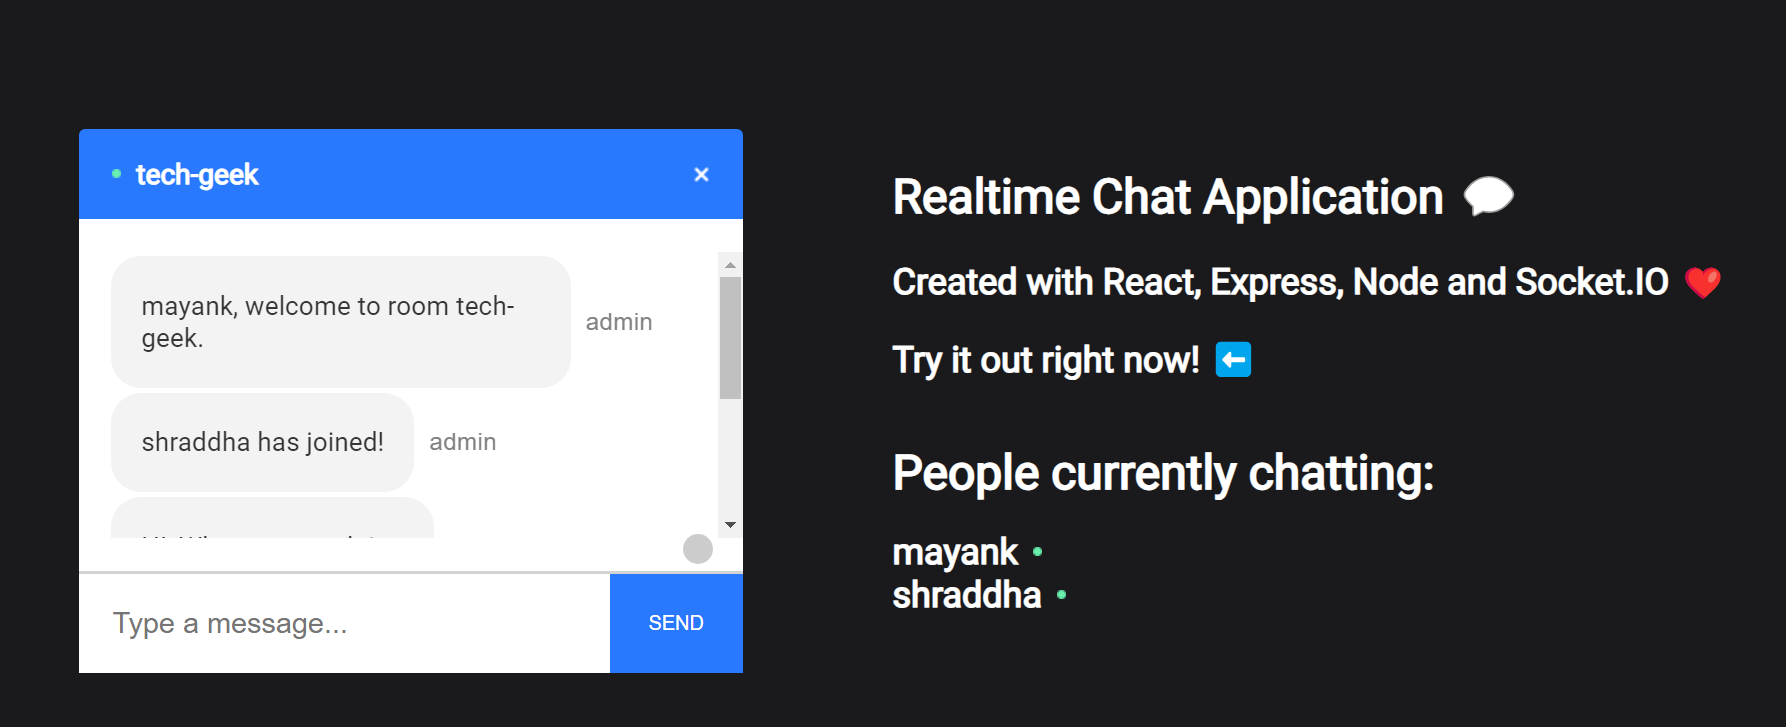 tech-geek
mayank, welcome to room tech-
geek.
admin
shraddha has joined!
admin
Type a message...
SEND
Realtime Chat Application
Created with React, Express, Node and Socket.IO
Try it out right now!
People currently chatting:
mayank
shraddha